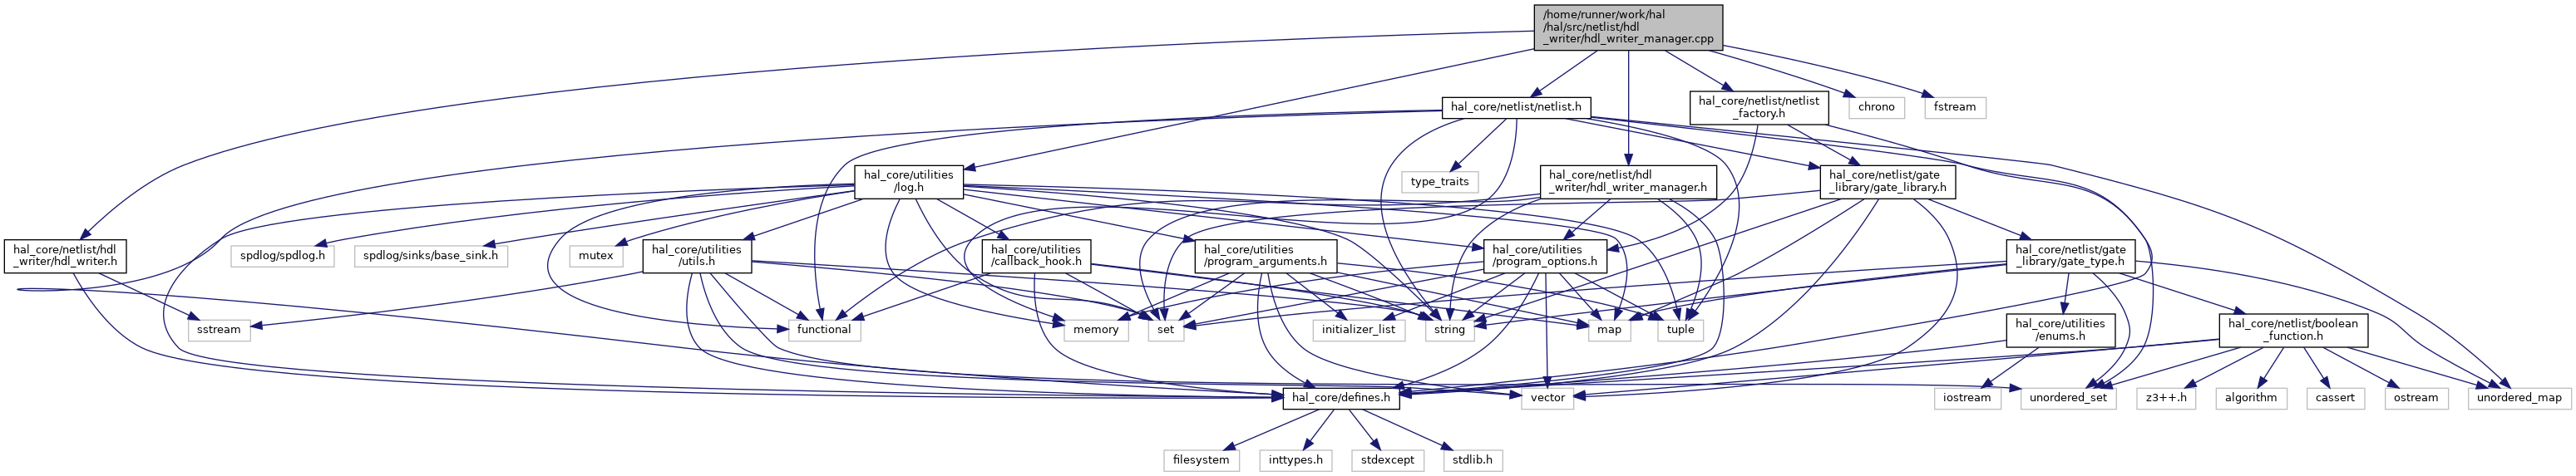 /home/runner/work/hal
/hal/src/netlist/hdl
_writer/hdl_writer_manager.cpp
hal_core/netlist/netlist.h
hal_core/netlist/netlist
_factory.h
chrono
fstream
hal_core/utilities
/log.h
type_traits
hal_core/netlist/hdl
_writer/hdl_writer_manager.h
hal_core/netlist/gate
_library/gate_library.h
hal_core/netlist/hdl
_writer/hdl_writer.h
spdlog/spdlog.h
spdlog/sinks/base_sink.h
mutex
hal_core/utilities
/utils.h
hal_core/utilities
/callback_hook.h
hal_core/utilities
/program_arguments.h
hal_core/utilities
/program_options.h
hal_core/netlist/gate
_library/gate_type.h
sstream
functional
memory
set
initializer_list
string
map
tuple
hal_core/utilities
/enums.h
hal_core/netlist/boolean
_function.h
hal_core/defines.h
vector
iostream
unordered_set
z3++.h
algorithm
cassert
ostream
unordered_map
filesystem
inttypes.h
stdexcept
stdlib.h